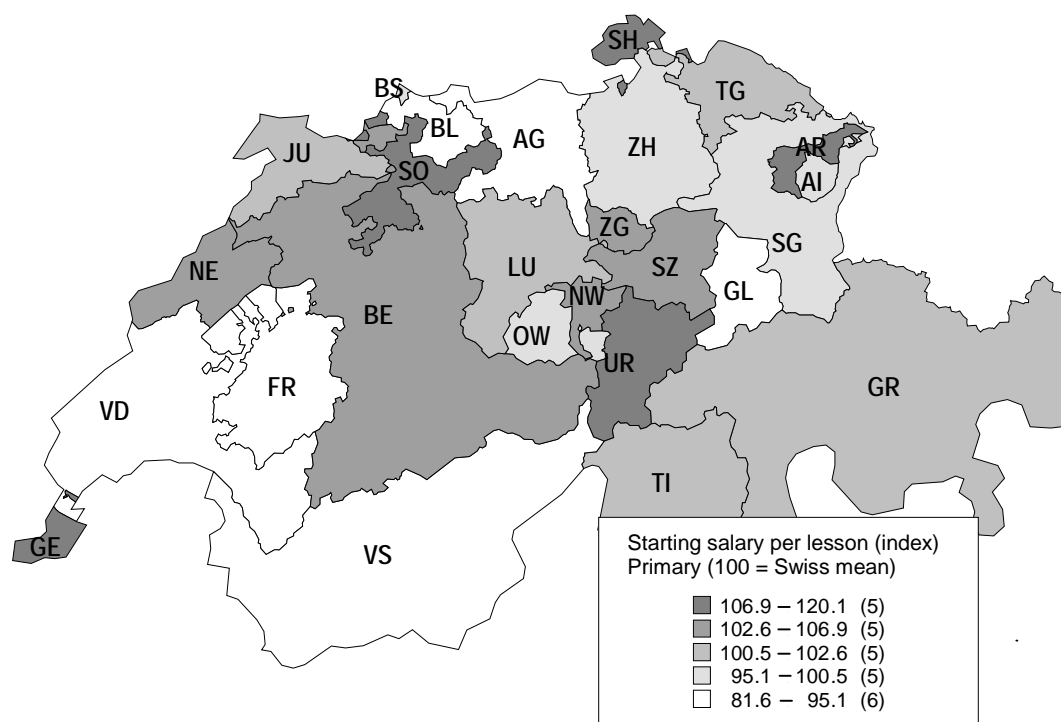 SH
BS
TG
BL
AG
ZH
AR
JU
SO
AI
ZG
SG
NE
LU
SZ
NW
GL
BE
OW
UR
FR
GR
VD
TI
GE
VS
Starting salary per lesson (index)
Primary (100 = Swiss mean)
106.9 – 120.1 (5)
102.6 – 106.9 (5)
100.5 – 102.6 (5)
95.1 – 100.5 (5)
81.6 – 95.1 (6)